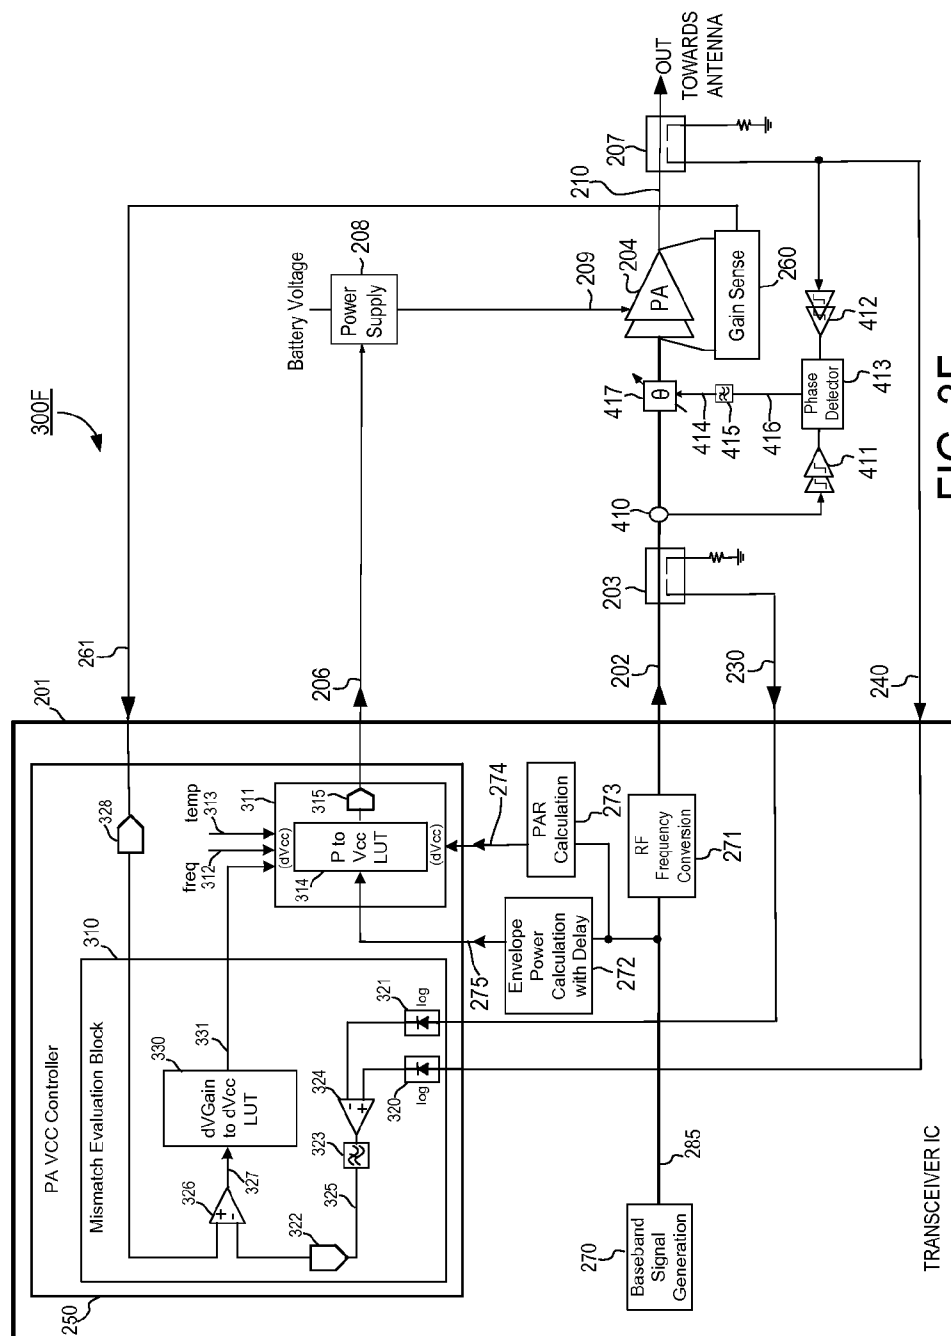 300F
OUT
TOWARDS
ANTENNA
207
210
Battery Voltage
208
Power
Supply
209
204
PA
Gain Sense
260
412
413
Phase
Detector
411
417
θ
414
415
416
410
203
261
201
206
202
230
240
PA VCC Controller
Mismatch Evaluation Block
250
310
328
temp
313
freq
312
311
315
(dVcc)
P to
Vcc
LUT
314
(dVcc)
274
PAR
Calculation
273
RF
Frequency
Conversion
271
Envelope
Power
Calculation
with Delay
272
275
331
330
dVGain
to dVcc
LUT
327
326
+
-
321
log
320
log
324
-
+
323
325
322
285
270
Baseband
Signal
Generation
TRANSCEIVER IC